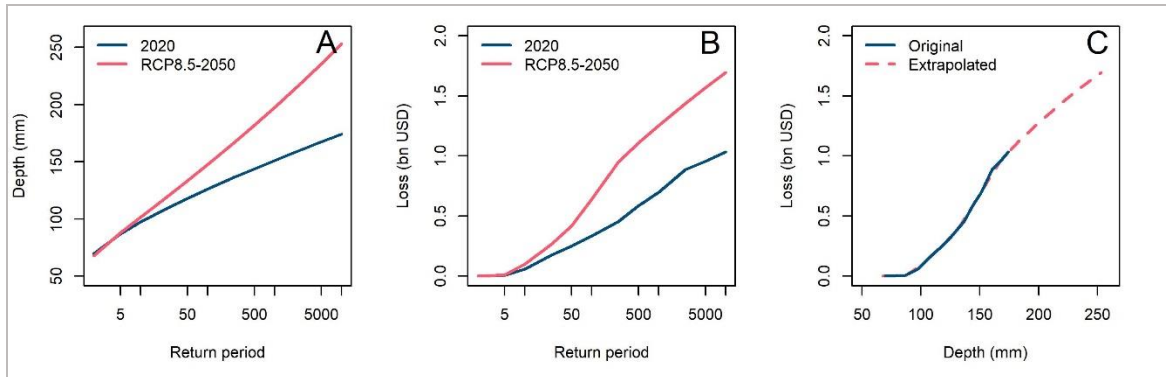 A
2020
RCP8.5-2050
Depth (mm)
250
200
150
100
50
5
50
500
5000
Return period
B
2020
RCP8.5-2050
Loss (bn USD)
2.0
1.5
1.0
0.5
0.0
5
50
500
5000
Return period
C
Original
Extrapolated
Loss (bn USD)
2.0
1.5
1.0
0.5
0.0
50
100
150
200
250
Depth (mm)